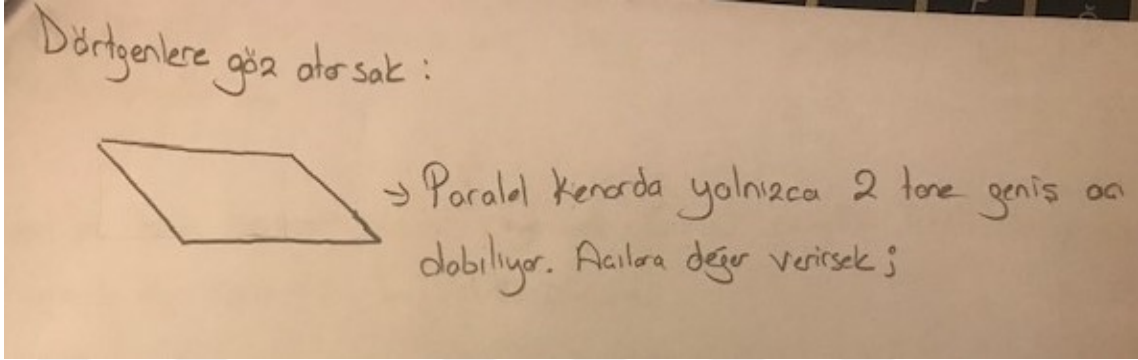 Dörtgenlere göz atarsak :
→ Paralel kenarda yalnızca 2 tane geniş açı
olabiliyor. Açılara değer verirsek ;